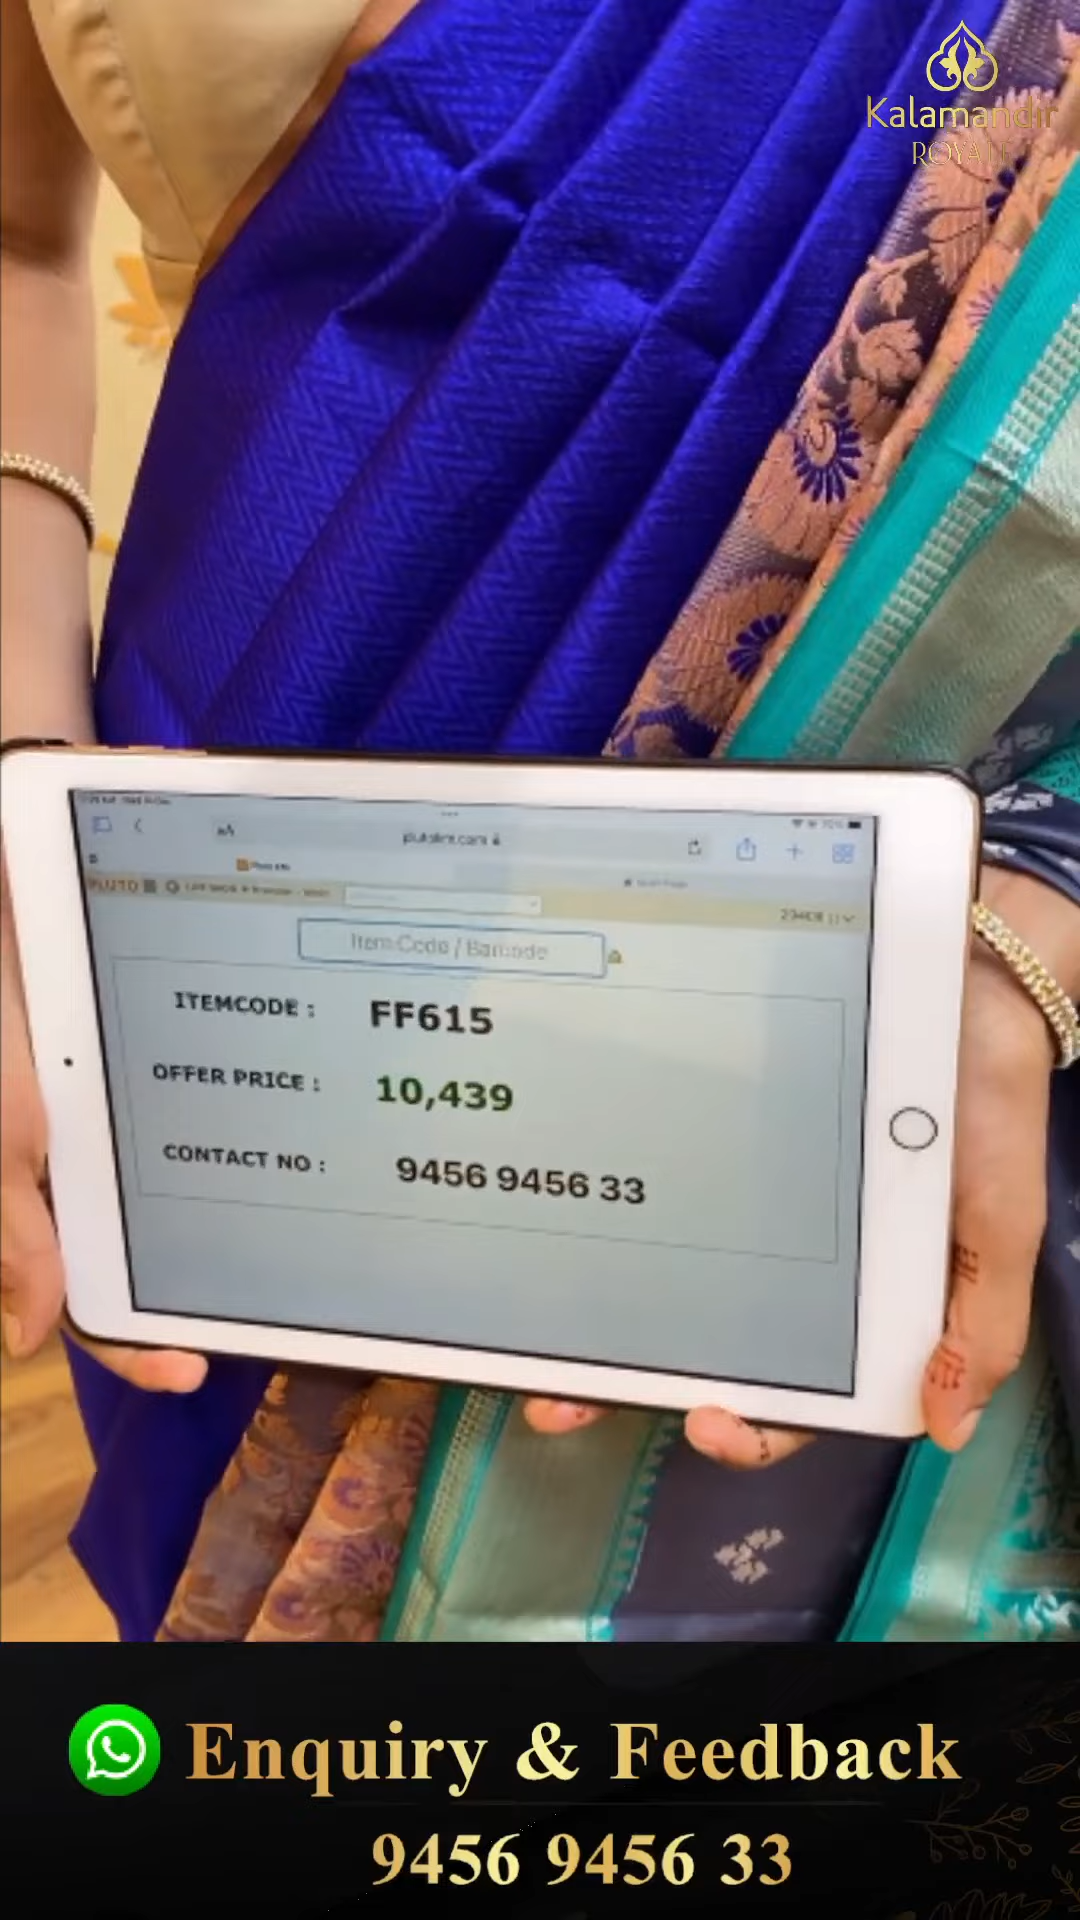 Kalamandir
ROYALE
PLUTO
Item Code / Barcode
ITEMCODE : FF615
OFFER PRICE : 10,439
CONTACT NO : 9456 9456 33
Enquiry & Feedback
9456 9456 33